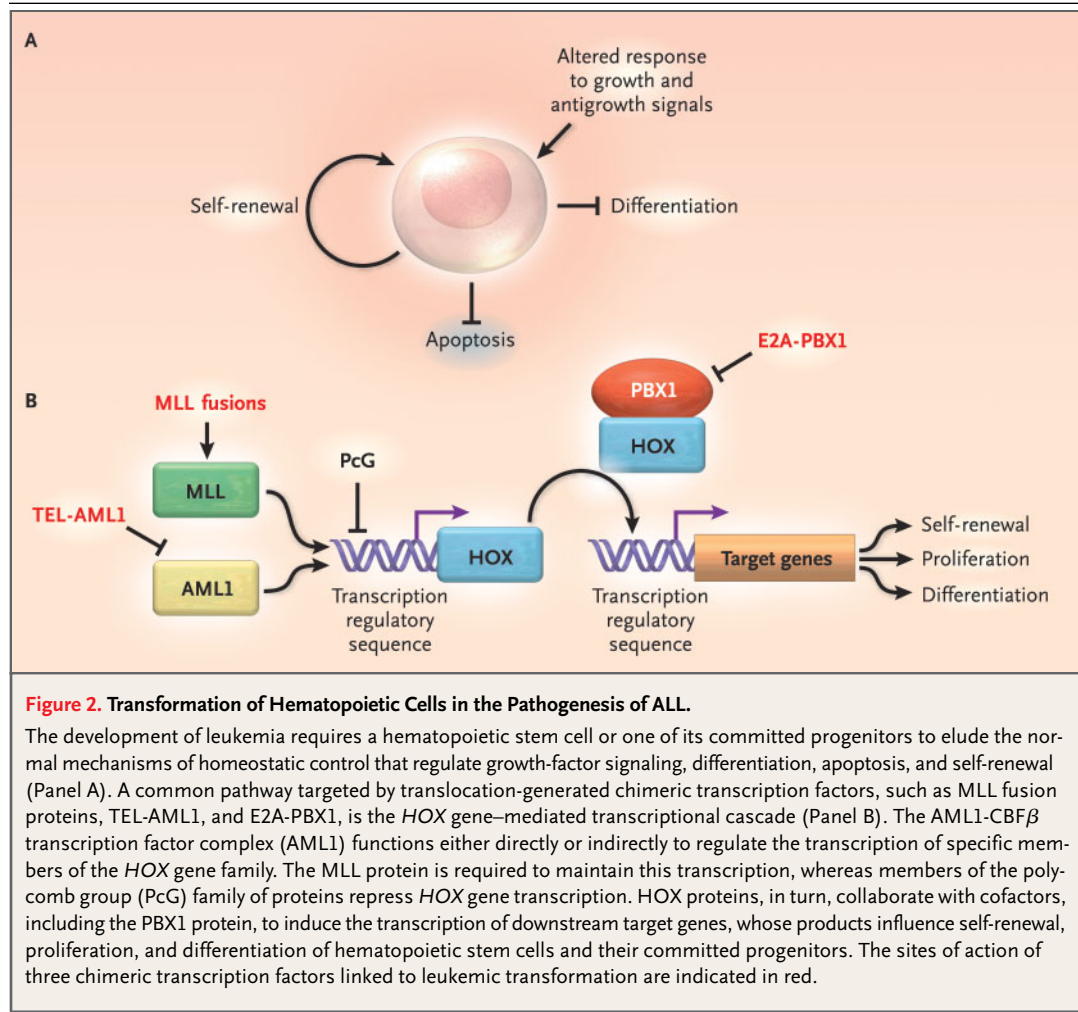 A
Altered response
to growth and
antigrowth signals
Self-renewal
Differentiation
Apoptosis
B
E2A-PBX1
PBX1
HOX
MLL fusions
MLL
PcG
TEL-AML1
AML1
HOX
Transcription
regulatory
sequence
Target genes
Transcription
regulatory
sequence
Self-renewal
Proliferation
Differentiation
Figure 2. Transformation of Hematopoietic Cells in the Pathogenesis of ALL.
The development of leukemia requires a hematopoietic stem cell or one of its committed progenitors to elude the nor-
mal mechanisms of homeostatic control that regulate growth-factor signaling, differentiation, apoptosis, and self-renewal
(Panel A). A common pathway targeted by translocation-generated chimeric transcription factors, such as MLL fusion
proteins, TEL-AML1, and E2A-PBX1, is the HOX gene–mediated transcriptional cascade (Panel B). The AML1-CBFβ
transcription factor complex (AML1) functions either directly or indirectly to regulate the transcription of specific mem-
bers of the HOX gene family. The MLL protein is required to maintain this transcription, whereas members of the poly-
comb group (PcG) family of proteins repress HOX gene transcription. HOX proteins, in turn, collaborate with cofactors,
including the PBX1 protein, to induce the transcription of downstream target genes, whose products influence self-renewal,
proliferation, and differentiation of hematopoietic stem cells and their committed progenitors. The sites of action of
three chimeric transcription factors linked to leukemic transformation are indicated in red.